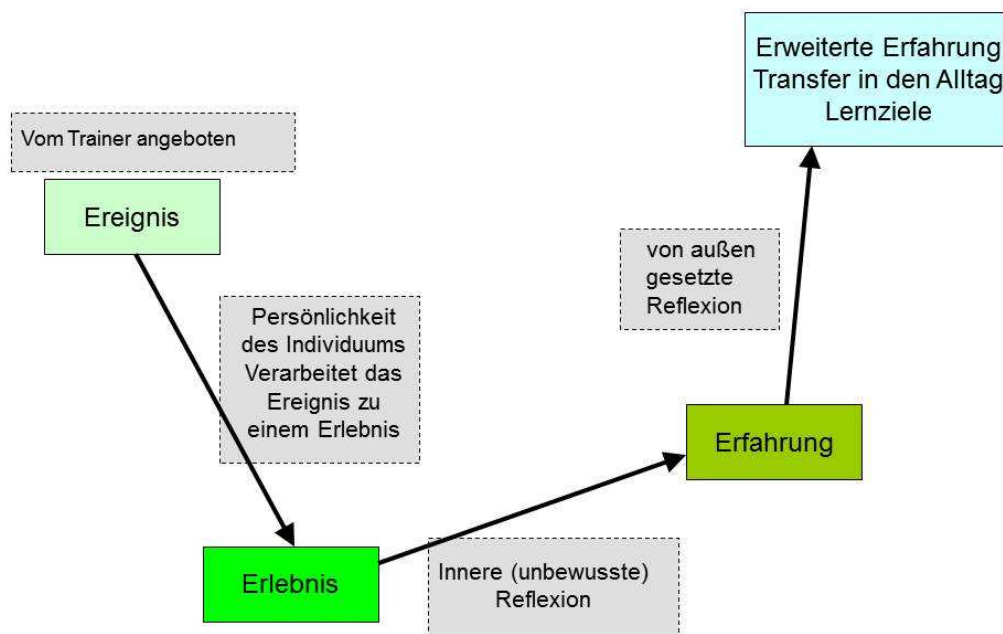 Vom Trainer angeboten
Ereignis
Persönlichkeit
des Individuums
Verarbeitet das
Ereignis zu
einem Erlebnis
Erlebnis
Innere (unbewusste)
Reflexion
Erfahrung
von außen
gesetzte
Reflexion
Erweiterte Erfahrung
Transfer in den Alltag
Lernziele